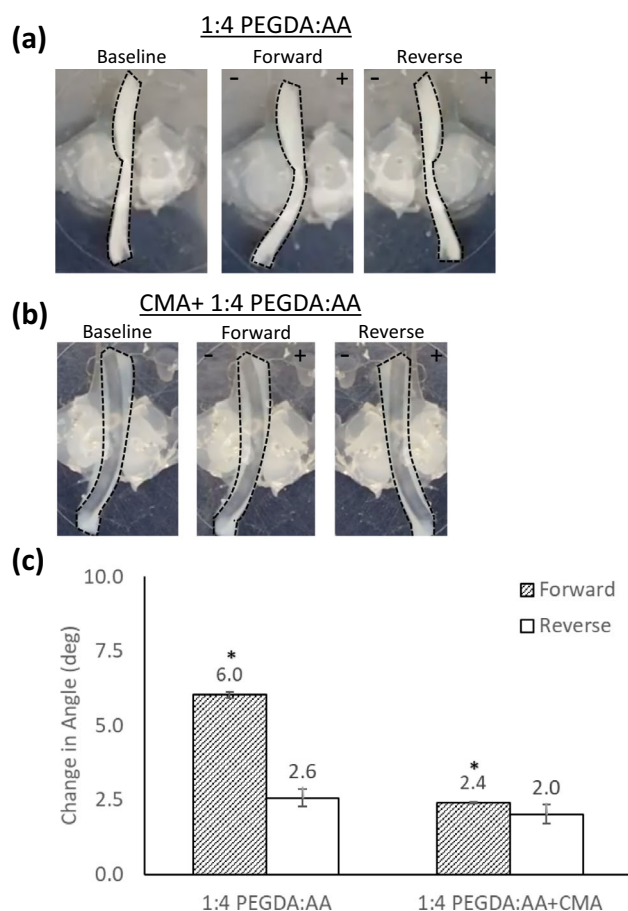 (a)
1:4 PEGDA:AA
Baseline Forward Reverse
- + - +
(b)
CMA+ 1:4 PEGDA:AA
Baseline Forward Reverse
- + - +
(c)
10.0
7.5
5.0
2.5
0.0
Change in Angle (deg)
Forward
Reverse
*
6.0
2.6
*
2.4
2.0
1:4 PEGDA:AA 1:4 PEGDA:AA+CMA